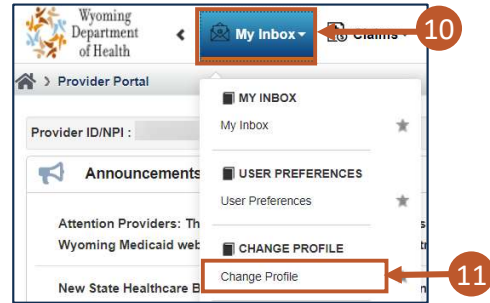 Wyoming
Department
of Health
My Inbox
Claims
10
Provider Portal
MY INBOX
My Inbox
Provider ID/NPI :
Announcements
USER PREFERENCES
User Preferences
Attention Providers: Th
Wyoming Medicaid web
CHANGE PROFILE
Change Profile
11
New State Healthcare B